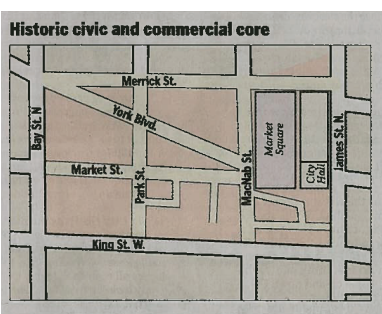 Historic civic and commercial core
Merrick St.
York Blvd.
Bay St. N
Market
Square
City
Hall
James St. N.
Market St.
Park St.
MacNab St.
King St. W.